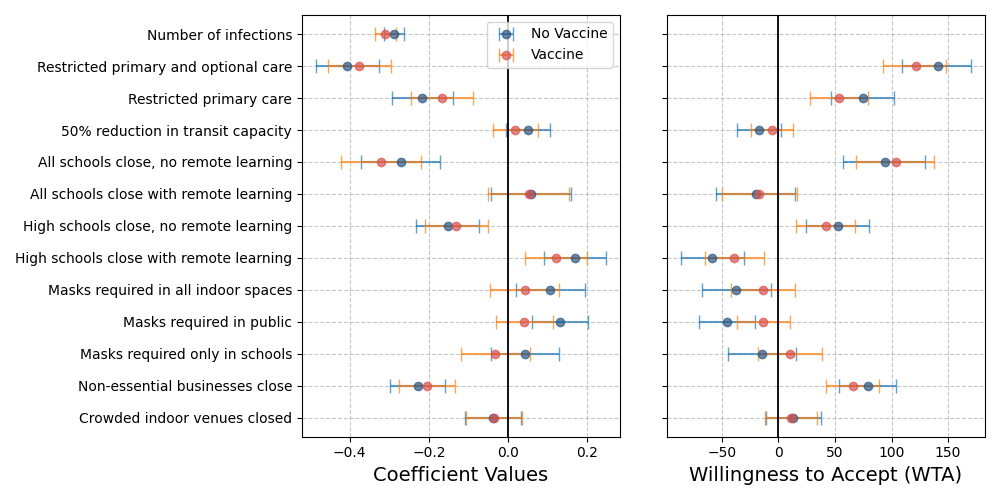 Number of infections
Restricted primary and optional care
Restricted primary care
50% reduction in transit capacity
All schools close, no remote learning
All schools close with remote learning
High schools close, no remote learning
High schools close with remote learning
Masks required in all indoor spaces
Masks required in public
Masks required only in schools
Non-essential businesses close
Crowded indoor venues closed
No Vaccine
Vaccine
−0.4 −0.2 0.0 0.2
Coefficient Values
−50 0 50 100 150
Willingness to Accept (WTA)